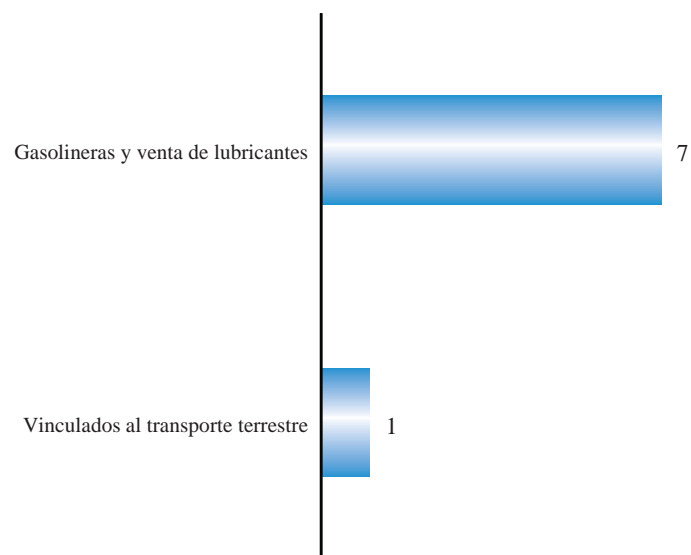 Gasolineras y venta de lubricantes 7
Vinculados al transporte terrestre 1